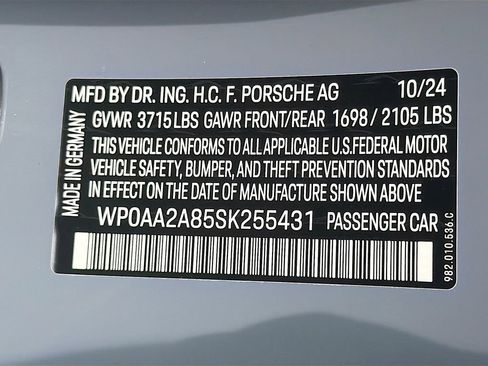 MFD BY DR. ING. H.C. F. PORSCHE AG 10/24
GVWR 3715 LBS GAWR FRONT/REAR 1698 / 2105 LBS
THIS VEHICLE CONFORMS TO ALL APPLICABLE U.S.FEDERAL MOTOR
VEHICLE SAFETY, BUMPER, AND THEFT PREVENTION STANDARDS
IN EFFECT ON THE DATE OF MANUFACTURE SHOWN ABOVE.
WP0AA2A85SK255431 PASSENGER CAR
MADE IN GERMANY
982.010.536.C